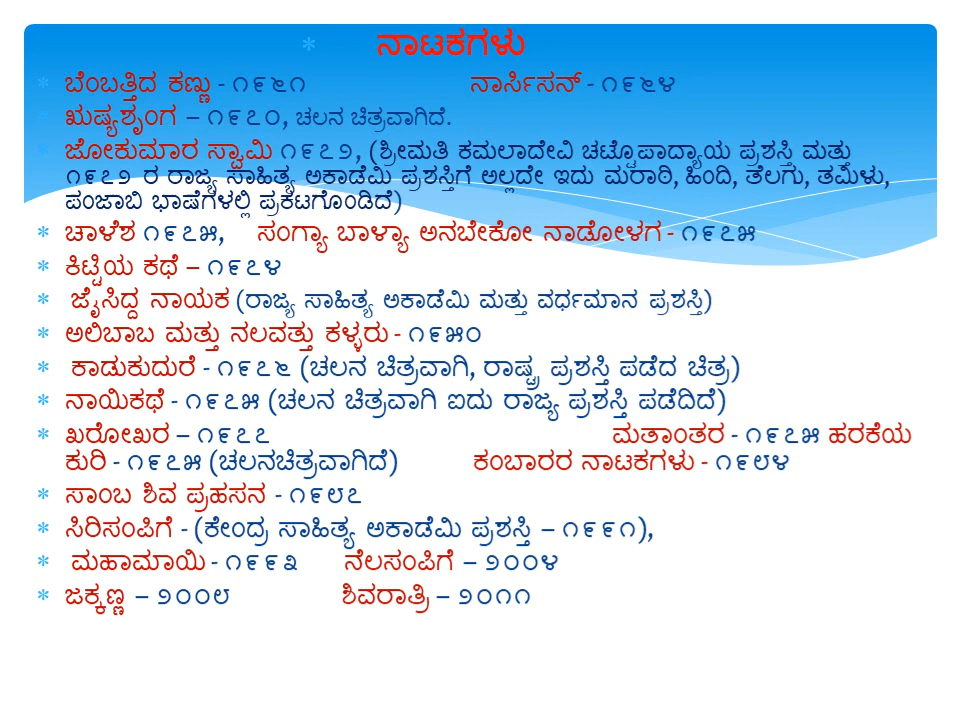 ನಾಟಕಗಳು
ಬೆಂಬತ್ತಿದ ಕಣ್ಣು - ೧೯೬೧ ನಾರ್ಸಿಸನ್ - ೧೯೬೪
ಋಷ್ಯಶೃಂಗ – ೧೯೭೦, ಚಲನ ಚಿತ್ರವಾಗಿದೆ.
ಜೋಕುಮಾರ ಸ್ವಾಮಿ ೧೯೭೨, (ಶ್ರೀಮತಿ ಕಮಲಾದೇವಿ ಚಟ್ಟೊಪಾದ್ಯಾಯ ಪ್ರಶಸ್ತಿ ಮತ್ತು
೧೯೭೨ ರ ರಾಜ್ಯ ಸಾಹಿತ್ಯ ಅಕಾಡೆಮಿ ಪ್ರಶಸ್ತಿಗೆ ಅಲ್ಲದೇ ಇದು ಮರಾಠಿ, ಹಿಂದಿ, ತೆಲಗು, ತಮಿಳು,
ಪಂಜಾಬಿ ಭಾಷೆಗಳಲ್ಲಿ ಪ್ರಕಟಗೊಂಡಿದೆ)
ಚಾಳೆಶ ೧೯೭೫, ಸಂಗ್ಯಾ ಬಾಳ್ಯಾ ಅನಬೇಕೋ ನಾಡೋಳಗ - ೧೯೭೫
ಕಿಟ್ಟಿಯ ಕಥೆ – ೧೯೭೪
ಜೈಸಿದ್ದ ನಾಯಕ (ರಾಜ್ಯ ಸಾಹಿತ್ಯ ಅಕಾಡೆಮಿ ಮತ್ತು ವರ್ಧಮಾನ ಪ್ರಶಸ್ತಿ)
ಅಲಿಬಾಬ ಮತ್ತು ನಲವತ್ತು ಕಳ್ಳರು - ೧೯೫೦
ಕಾಡುಕುದುರೆ - ೧೯೭೬ (ಚಲನ ಚಿತ್ರವಾಗಿ, ರಾಷ್ಟ್ರ ಪ್ರಶಸ್ತಿ ಪಡೆದ ಚಿತ್ರ)
ನಾಯಿಕಥೆ - ೧೯೭೫ (ಚಲನ ಚಿತ್ರವಾಗಿ ಐದು ರಾಜ್ಯ ಪ್ರಶಸ್ತಿ ಪಡೆದಿದೆ)
ಖರೋಖರ – ೧೯೭೭ ಮತಾಂತರ - ೧೯೭೫ ಹರಕೆಯ
ಕುರಿ - ೧೯೭೫ (ಚಲನಚಿತ್ರವಾಗಿದೆ) ಕಂಬಾರರ ನಾಟಕಗಳು - ೧೯೮೪
ಸಾಂಬ ಶಿವ ಪ್ರಹಸನ - ೧೯೮೭
ಸಿರಿಸಂಪಿಗೆ - (ಕೇಂದ್ರ ಸಾಹಿತ್ಯ ಅಕಾಡೆಮಿ ಪ್ರಶಸ್ತಿ – ೧೯೯೧),
ಮಹಾಮಾಯಿ - ೧೯೯೩ ನೆಲಸಂಪಿಗೆ – ೨೦೦೪
ಜಕ್ಕಣ್ಣ – ೨೦೦೮ ಶಿವರಾತ್ರಿ – ೨೦೧೧